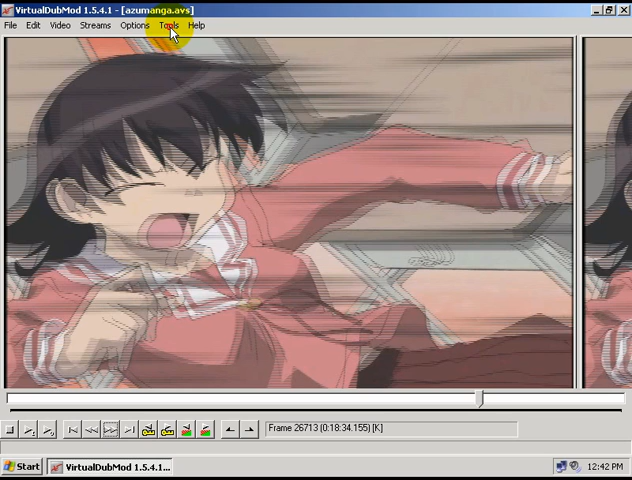 VirtualDubMod 1.5.4.1 - [azumanga.avs]
File Edit Video Streams Options Tools Help
Frame 26713 (0:18:34.155) [K]
Start VirtualDubMod 1.5.4.1... 12:42 PM